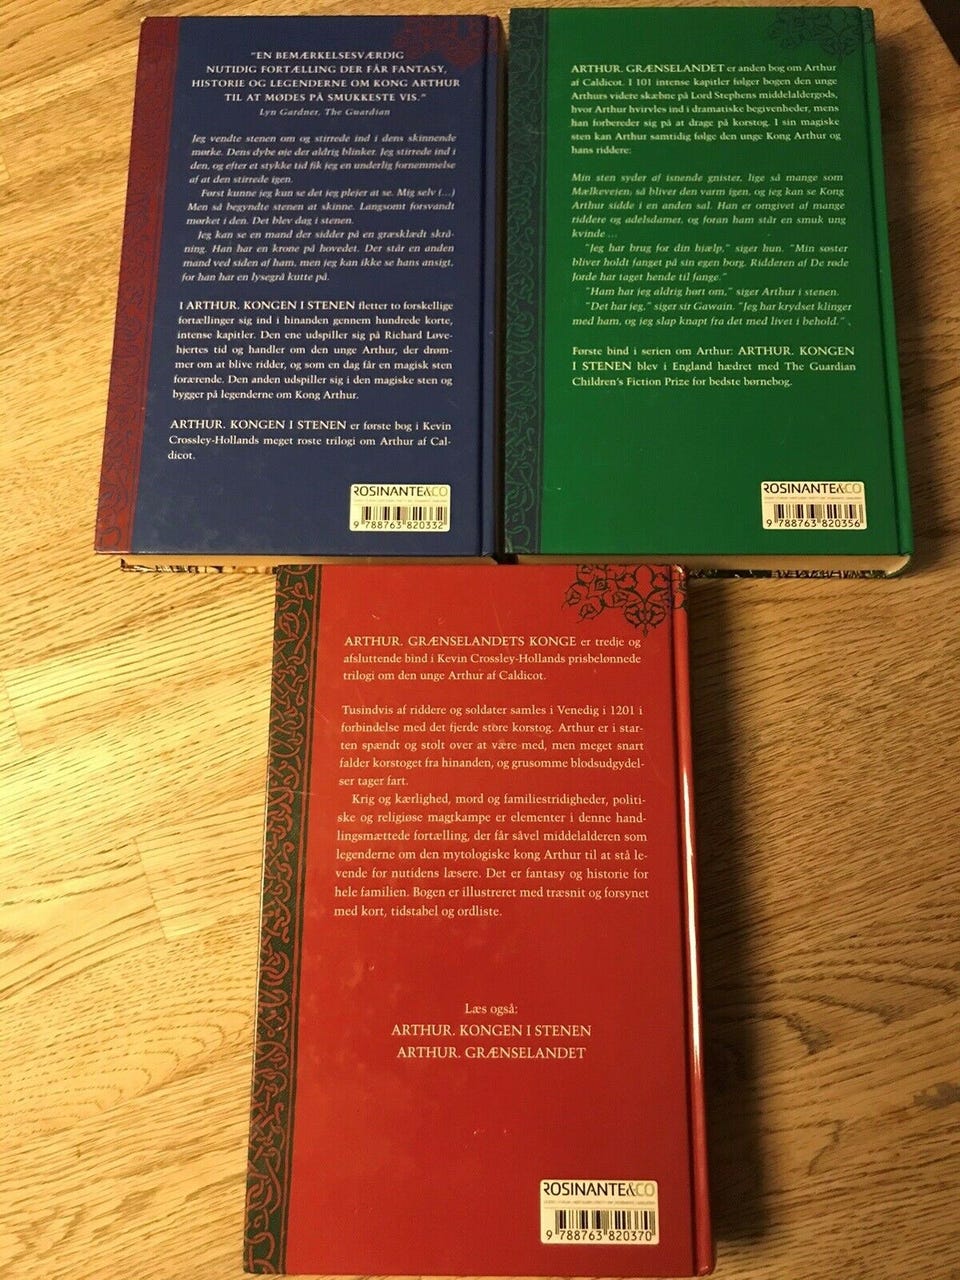 "EN BEMÆRKELSESVÆRDIG
NUTIDIG FORTÆLLING DER FÅR FANTASY,
HISTORIE OG LEGENDERNE OM KONG ARTHUR
TIL AT MØDES PÅ SMUKKESTE VIS."
Lyn Gardner, The Guardian
Jeg vendte stenen om og stirrede ind i dens skinnende
mørke. Dens dybe øje der aldrig blinker. Jeg stirrede ind i
den, og efter et stykke tid fik jeg en underlig fornemmelse
af at den stirrede igen.
Først kunne jeg kun se det jeg plejer at se. Mig selv (...)
Men så begyndte stenen at skinne. Langsomt forsvandt
mørket i den. Det blev dag i stenen.
Jeg kan se en mand der sidder på en græsklædt skrå-
ning. Han har en krone på hovedet. Der står en anden
mand ved siden af ham, men jeg kan ikke se hans ansigt,
for han har en lysegrå kutte på.
I ARTHUR. KONGEN I STENEN fletter to forskellige
fortællinger sig ind i hinanden gennem hundrede korte,
intense kapitler. Den ene udspiller sig på Richard Løve-
hjertes tid og handler om den unge Arthur, der drøm-
mer om at blive ridder, og som en dag får en magisk sten
forærende. Den anden udspiller sig i den magiske sten og
bygger på legenderne om Kong Arthur.
ARTHUR. KONGEN I STENEN er første bog i Kevin
Crossley-Hollands meget roste trilogi om Arthur af Cal-
dicot.
ROSINANTE&CO
9 788763 820332
ARTHUR. GRÆNSELANDET er anden bog om Arthur
af Caldicot. I 101 intense kapitler følger bogen den unge
Arthurs videre skæbne på Lord Stephens middelaldergods,
hvor Arthur hvirvles ind i dramatiske begivenheder, mens
han forbereder sig på at drage på korstog. I sin magiske
sten kan Arthur samtidig følge den unge Kong Arthur og
hans riddere:
Min sten syder af isnende gnister, lige så mange som
Mælkevejen; så bliver den varm igen, og jeg kan se Kong
Arthur sidde i en anden sal. Han er omgivet af mange
riddere og adelsdamer, og foran ham står en smuk ung
kvinde ...
"Jeg har brug for din hjælp," siger hun. "Min søster
bliver holdt fanget på sin egen borg. Ridderen af De røde
Jorde har taget hende til fange."
"Ham har jeg aldrig hørt om," siger Arthur i stenen.
"Det har jeg," siger sir Gawain. "Jeg har krydset klinger
med ham, og jeg slap knapt fra det med livet i behold."
Første bind i serien om Arthur: ARTHUR. KONGEN
I STENEN blev i England hædret med The Guardian
Children's Fiction Prize for bedste børnebog.
ROSINANTE&CO
9 788763 820356
ARTHUR. GRÆNSELANDETS KONGE er tredje og
afsluttende bind i Kevin Crossley-Hollands prisbelønnede
trilogi om den unge Arthur af Caldicot.
Tusindvis af riddere og soldater samles i Venedig i 1201 i
forbindelse med det fjerde store korstog. Arthur er i star-
ten spændt og stolt over at være med, men meget snart
falder korstoget fra hinanden, og grusomme blodsudgydel-
ser tager fart.
Krig og kærlighed, mord og familiestridigheder, politi-
ske og religiøse magtkampe er elementer i denne hand-
lingsmættede fortælling, der får såvel middelalderen som
legenderne om den mytologiske kong Arthur til at stå le-
vende for nutidens læsere. Det er fantasy og historie for
hele familien. Bogen er illustreret med træsnit og forsynet
med kort, tidstabel og ordliste.
Læs også:
ARTHUR. KONGEN I STENEN
ARTHUR. GRÆNSELANDET
ROSINANTE&CO
9 788763 820370